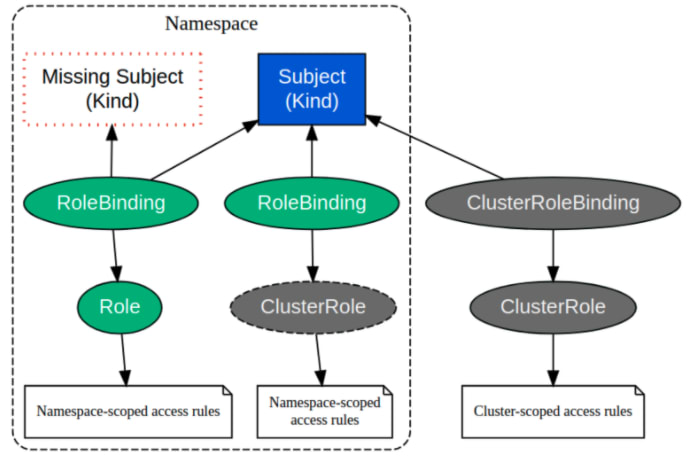 Namespace
Missing Subject
(Kind)
Subject
(Kind)
RoleBinding
RoleBinding
ClusterRoleBinding
Role
ClusterRole
ClusterRole
Namespace-scoped access rules
Namespace-scoped
access rules
Cluster-scoped access rules